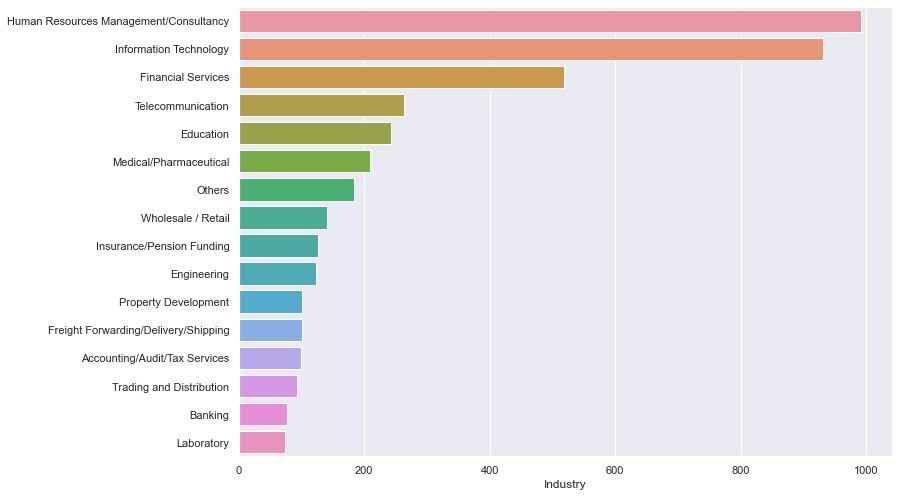 Human Resources Management/Consultancy
Information Technology
Financial Services
Telecommunication
Education
Medical/Pharmaceutical
Others
Wholesale / Retail
Insurance/Pension Funding
Engineering
Property Development
Freight Forwarding/Delivery/Shipping
Accounting/Audit/Tax Services
Trading and Distribution
Banking
Laboratory
0 200 400 600 800 1000
Industry